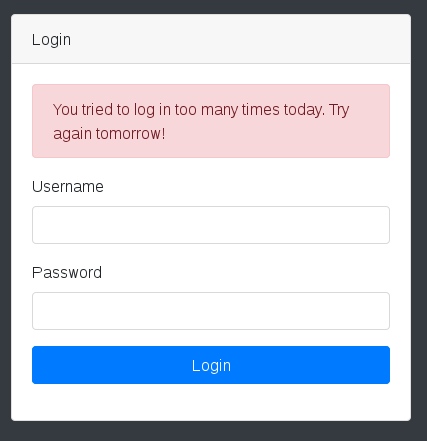 Login
You tried to log in too many times today. Try
again tomorrow!
Username
Password
Login